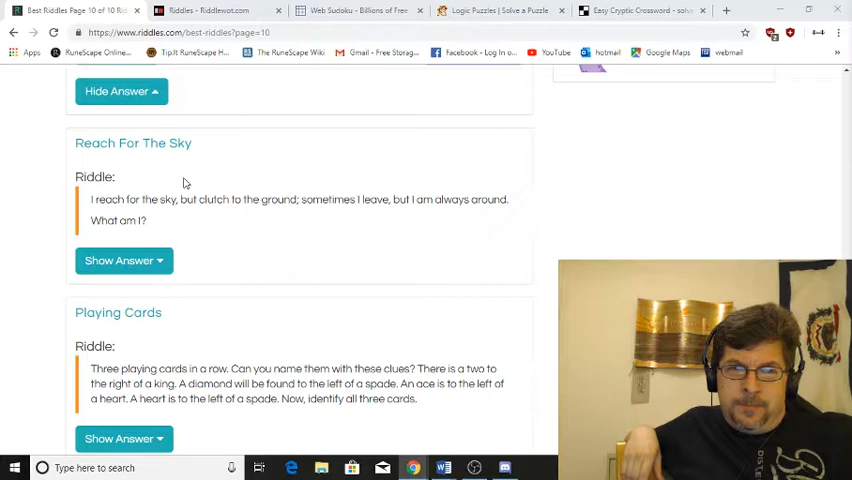 Best Riddles Page 10 of 10 Ridd
Riddles - Riddlewot.com
Web Sudoku - Billions of Free
Logic Puzzles | Solve a Puzzle
Easy Cryptic Crossword - solve
https://www.riddles.com/best-riddles?page=10
Apps
RuneScape Online...
Tip.It RuneScape H...
The RuneScape Wiki
Gmail - Free Storag...
Facebook - Log In o...
YouTube
hotmail
Google Maps
webmail
Hide Answer
Reach For The Sky
Riddle:
I reach for the sky, but clutch to the ground; sometimes I leave, but I am always around.
What am I?
Show Answer
Playing Cards
Riddle:
Three playing cards in a row. Can you name them with these clues? There is a two to
the right of a king. A diamond will be found to the left of a spade. An ace is to the left of
a heart. A heart is to the left of a spade. Now, identify all three cards.
Show Answer
Type here to search